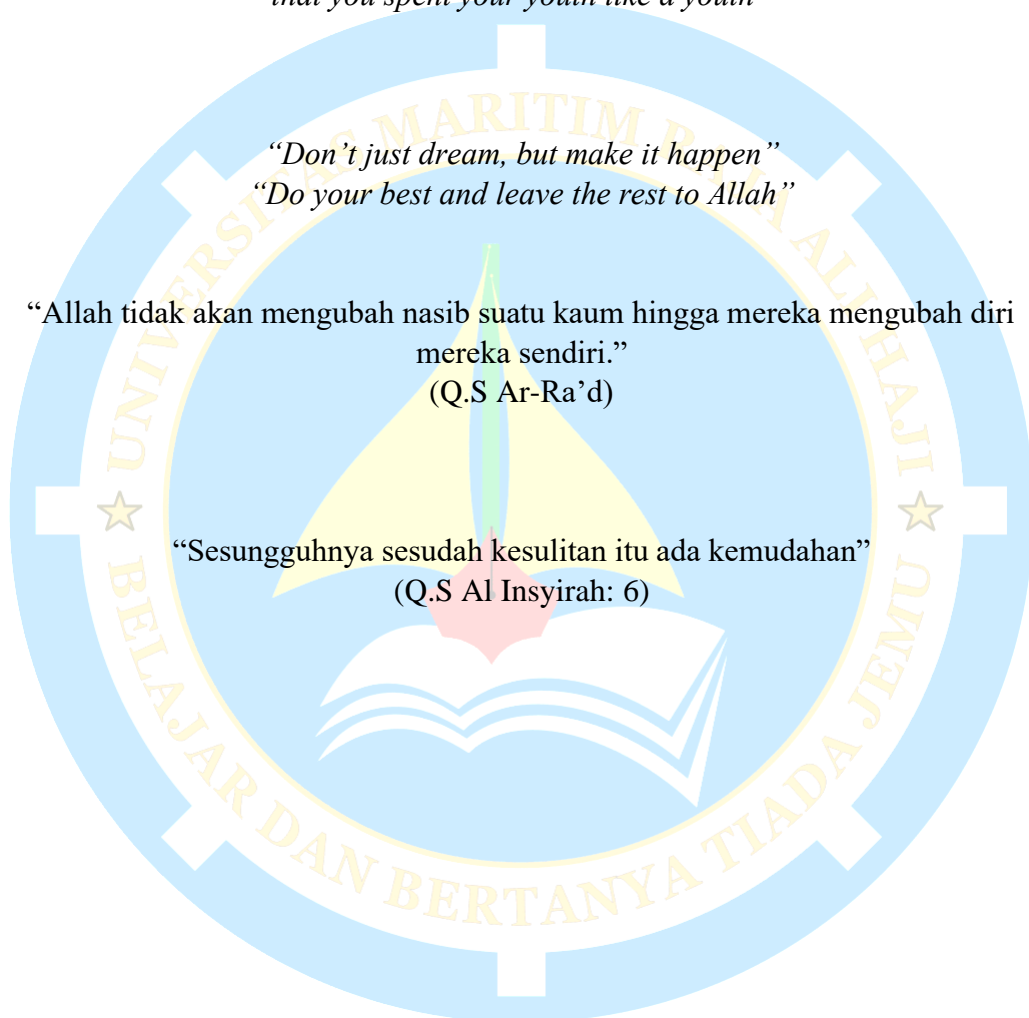 that you spent your youth like a youth
“Don’t just dream, but make it happen”
“Do your best and leave the rest to Allah”
“Allah tidak akan mengubah nasib suatu kaum hingga mereka mengubah diri
mereka sendiri.”
(Q.S Ar-Ra’d)
“Sesungguhnya sesudah kesulitan itu ada kemudahan”
(Q.S Al Insyirah: 6)
UNIVERSITAS MARITIM RAJA ALI HAJI
BELAJAR DAN BERTANYA TIADA JEMU